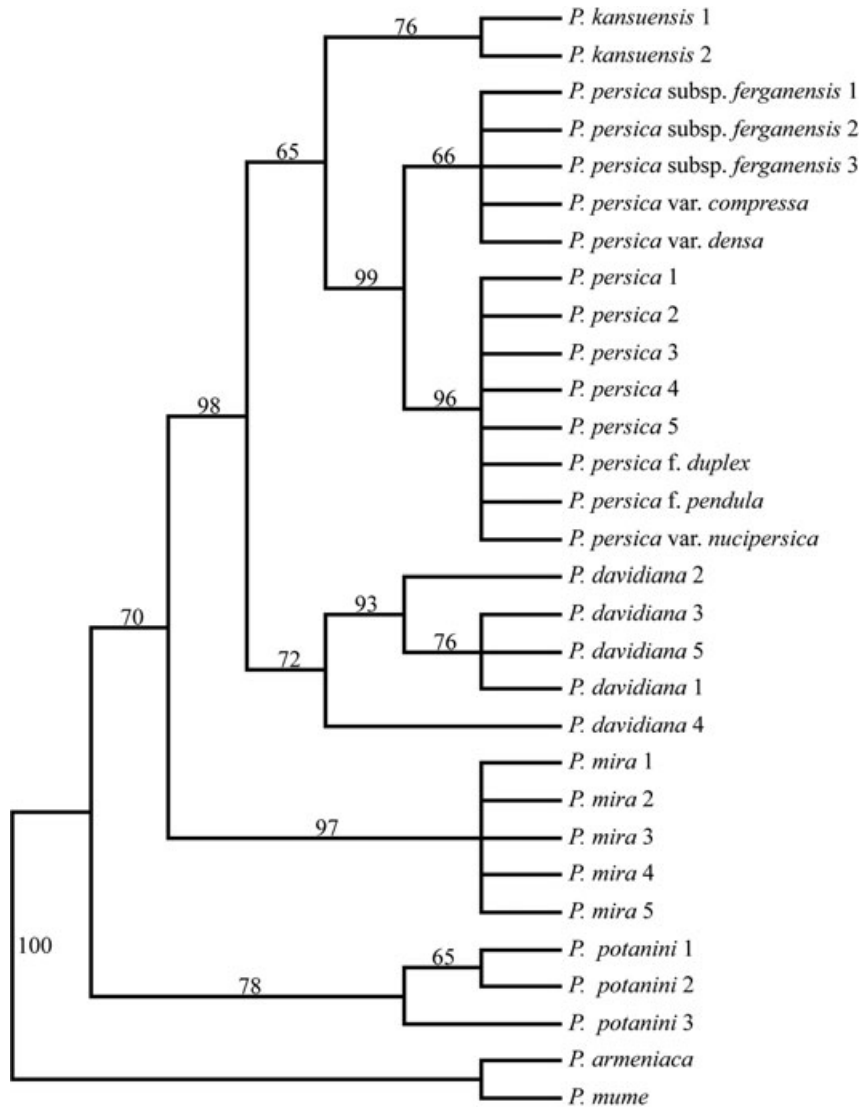 76
P. kansuensis 1
P. kansuensis 2
65
P. persica subsp. ferganensis 1
P. persica subsp. ferganensis 2
66
P. persica subsp. ferganensis 3
P. persica var. compressa
P. persica var. densa
99
P. persica 1
P. persica 2
P. persica 3
P. persica 4
96
P. persica 5
98
P. persica f. duplex
P. persica f. pendula
P. persica var. nucipersica
P. davidiana 2
93
P. davidiana 3
70
76
P. davidiana 5
72
P. davidiana 1
P. davidiana 4
P. mira 1
P. mira 2
97
P. mira 3
P. mira 4
P. mira 5
100
P. potanini 1
65
P. potanini 2
78
P. potanini 3
P. armeniaca
P. mume